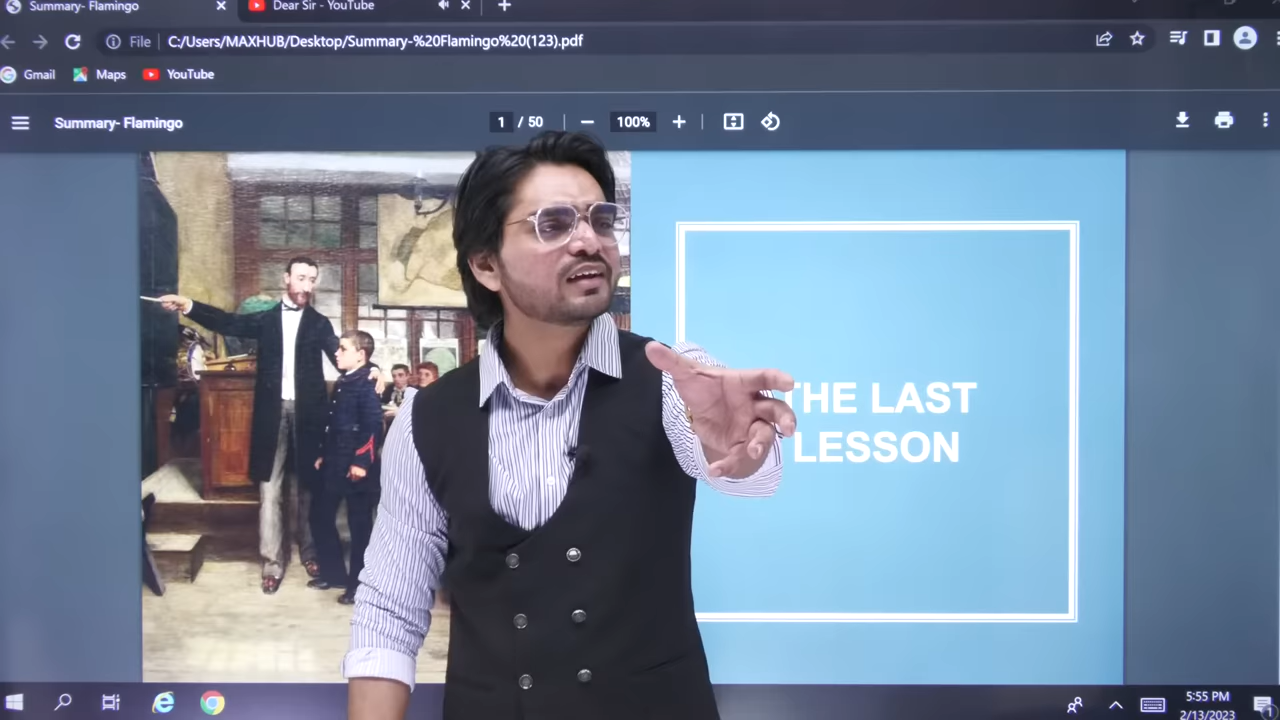 Summary- Flamingo
Dear Sir - YouTube
File
C:/Users/MAXHUB/Desktop/Summary-%20Flamingo%20(123).pdf
Gmail
Maps
YouTube
Summary- Flamingo
1 / 50
100%
THE LAST
LESSON
5:55 PM
2/13/2023